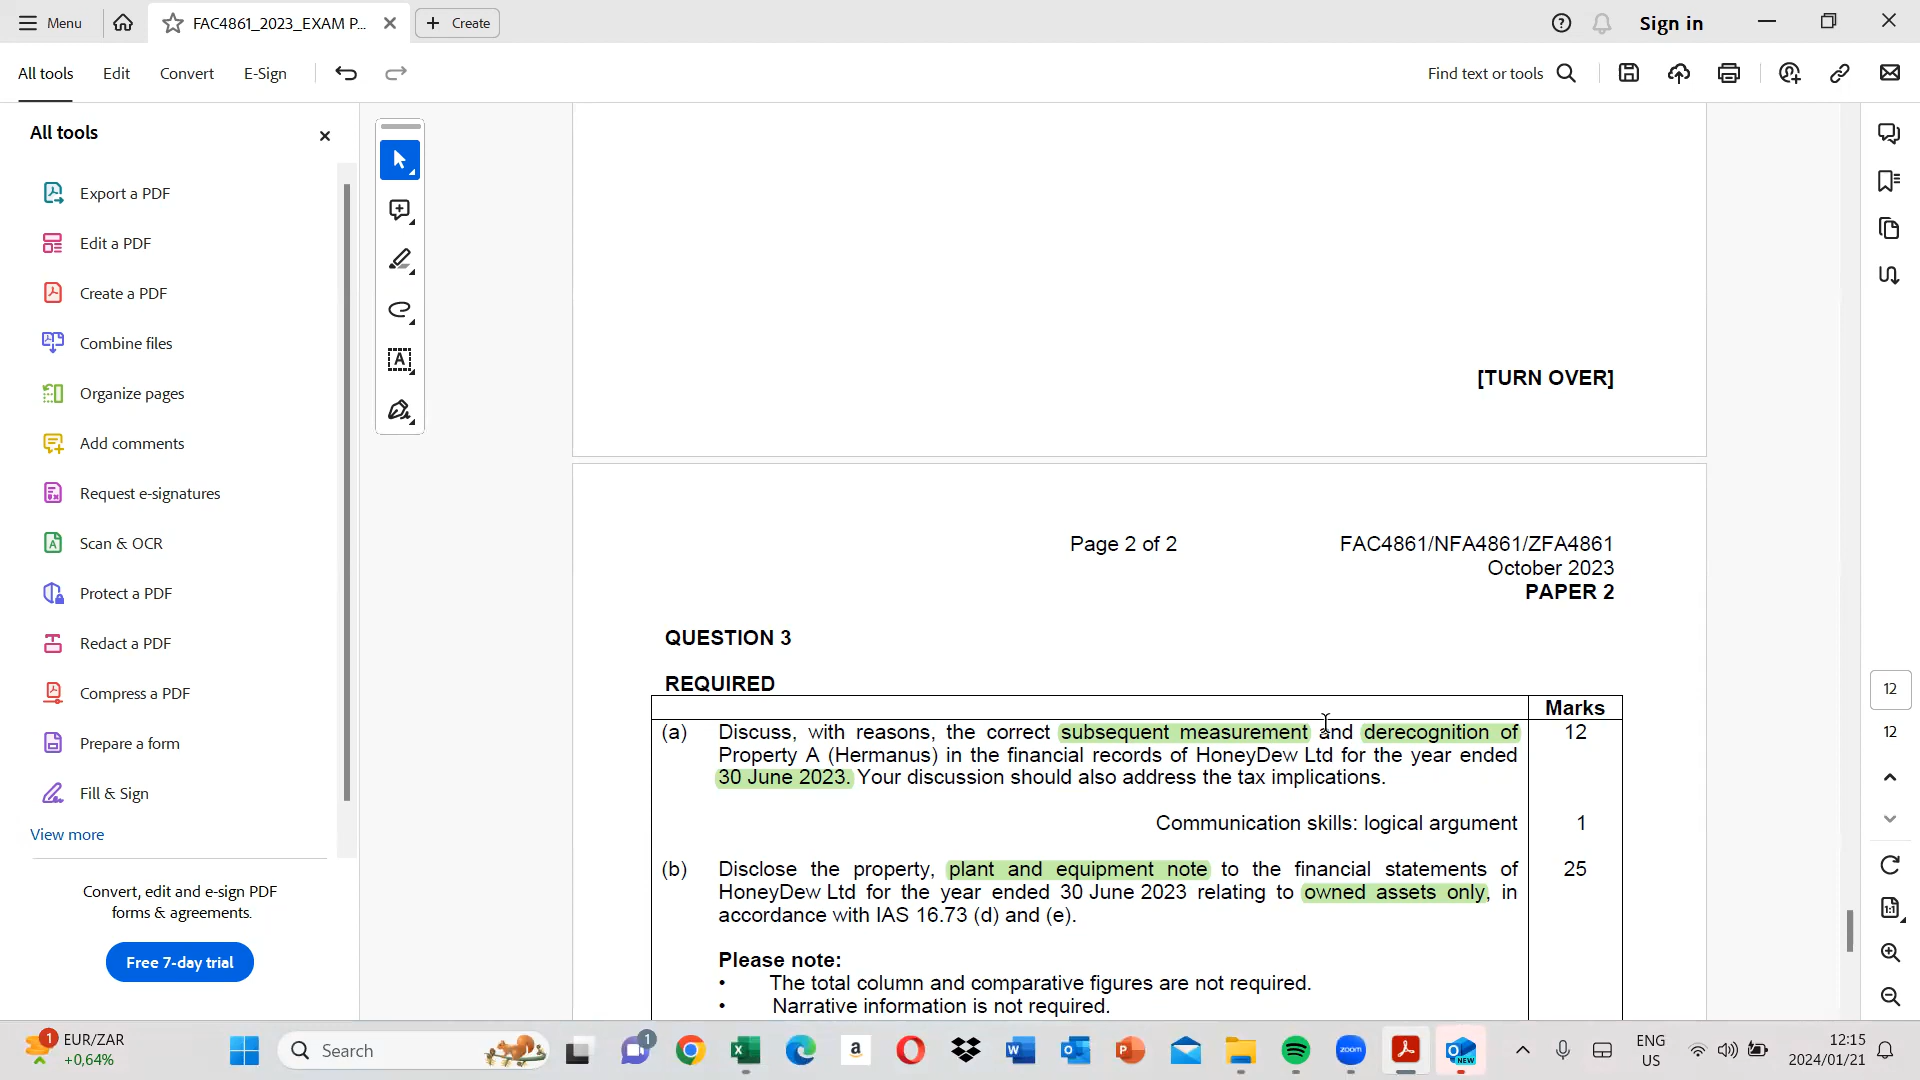 Menu
FAC4861_2023_EXAM P...
Create
Sign in
All tools
Edit
Convert
E-Sign
Find text or tools
All tools
Export a PDF
Edit a PDF
Create a PDF
Combine files
Organize pages
Add comments
Request e-signatures
Scan & OCR
Protect a PDF
Redact a PDF
Compress a PDF
Prepare a form
Fill & Sign
View more
Convert, edit and e-sign PDF
forms & agreements.
Free 7-day trial
[TURN OVER]
Page 2 of 2
FAC4861/NFA4861/ZFA4861
October 2023
PAPER 2
QUESTION 3
REQUIRED
Marks
(a) Discuss, with reasons, the correct subsequent measurement and derecognition of 12
Property A (Hermanus) in the financial records of HoneyDew Ltd for the year ended
30 June 2023. Your discussion should also address the tax implications.
Communication skills: logical argument 1
(b) Disclose the property, plant and equipment note to the financial statements of 25
HoneyDew Ltd for the year ended 30 June 2023 relating to owned assets only, in
accordance with IAS 16.73 (d) and (e).
Please note:
• The total column and comparative figures are not required.
• Narrative information is not required.
12
12
1:1
1
EUR/ZAR
+0,64%
Search
1
a
W
zoom
NEW
ENG
US
12:15
2024/01/21